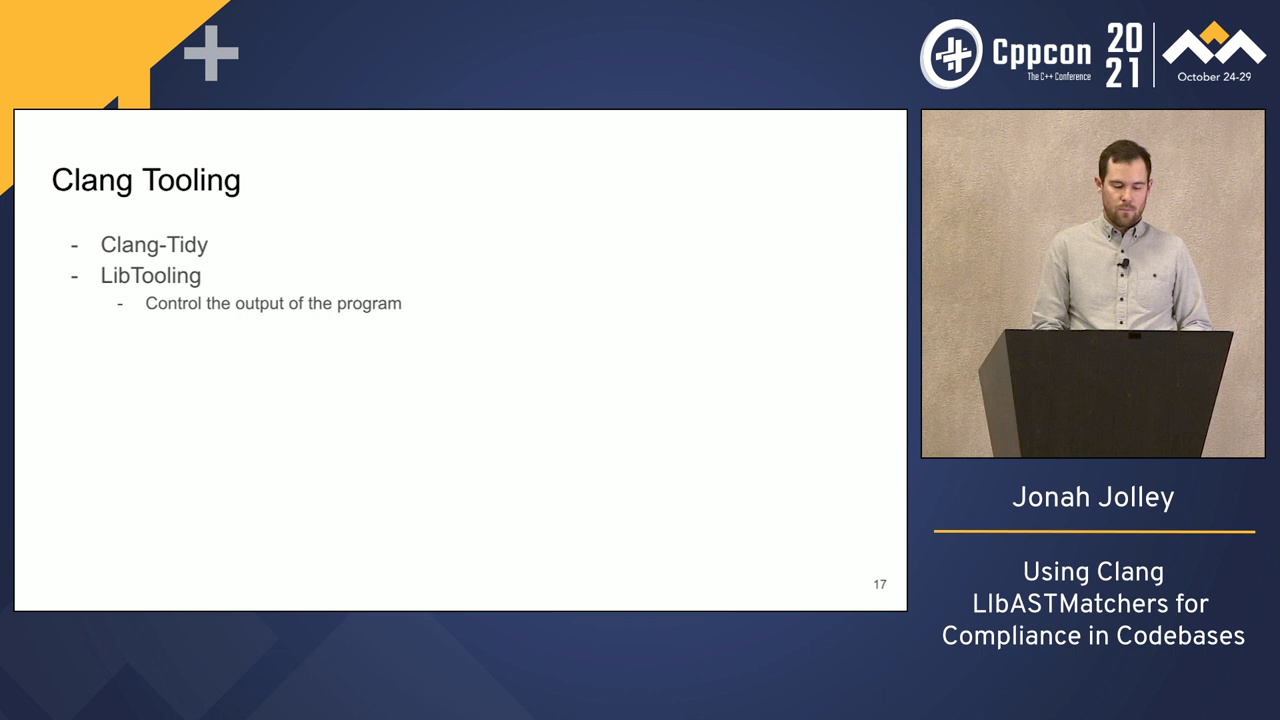 Cppcon
The C++ Conference
20
21
October 24-29
Clang Tooling
- Clang-Tidy
- LibTooling
- Control the output of the program
17
Jonah Jolley
Using Clang
LIbASTMatchers for
Compliance in Codebases